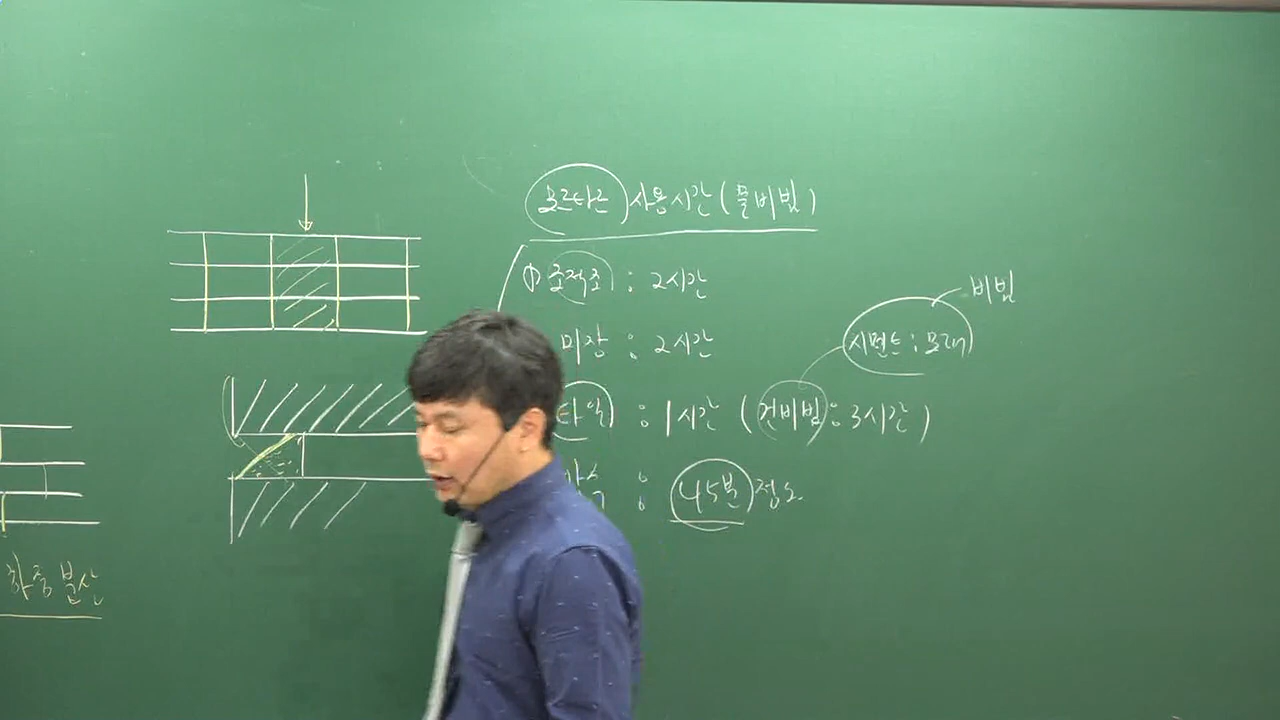 모르타르 사용시간 (물비빔)
① 조적조 : 2시간
미장 : 2시간
비빔
시멘트 : 모래
타일 : 1시간 (건비빔 : 3시간)
: 45분 정도
하중 분산